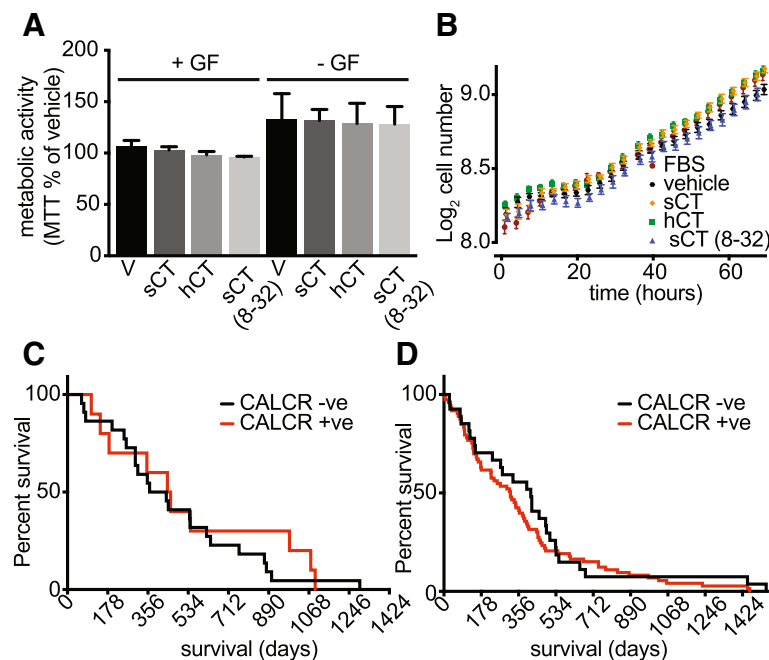 A
metabolic activity
(MTT % of vehicle)
200
150
100
50
0
+ GF
- GF
V
sCT
hCT
sCT
(8-32)
V
sCT
hCT
sCT
(8-32)
B
Log2 cell number
9.0
8.5
8.0
FBS
vehicle
sCT
hCT
sCT (8-32)
0
20
40
60
time (hours)
C
Percent survival
100
50
0
CALCR -ve
CALCR +ve
0
178
356
534
712
890
1068
1246
1424
survival (days)
D
Percent survival
100
50
0
CALCR -ve
CALCR +ve
0
178
356
534
712
890
1068
1246
1424
survival (days)